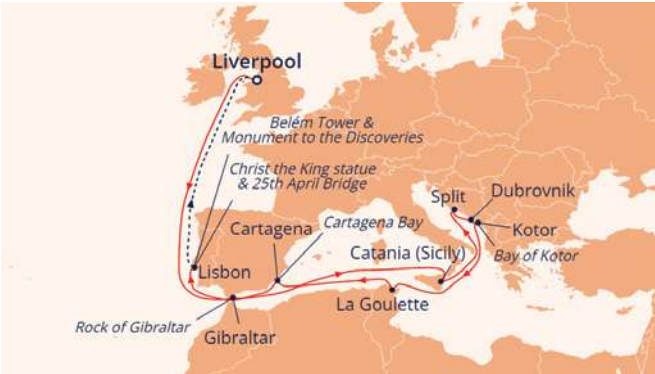 Liverpool
Belém Tower &
Monument to the Discoveries
Christ the King statue
& 25th April Bridge
Split
Dubrovnik
Cartagena
Cartagena Bay
Kotor
Catania (Sicily)
Bay of Kotor
Lisbon
La Goulette
Rock of Gibraltar
Gibraltar